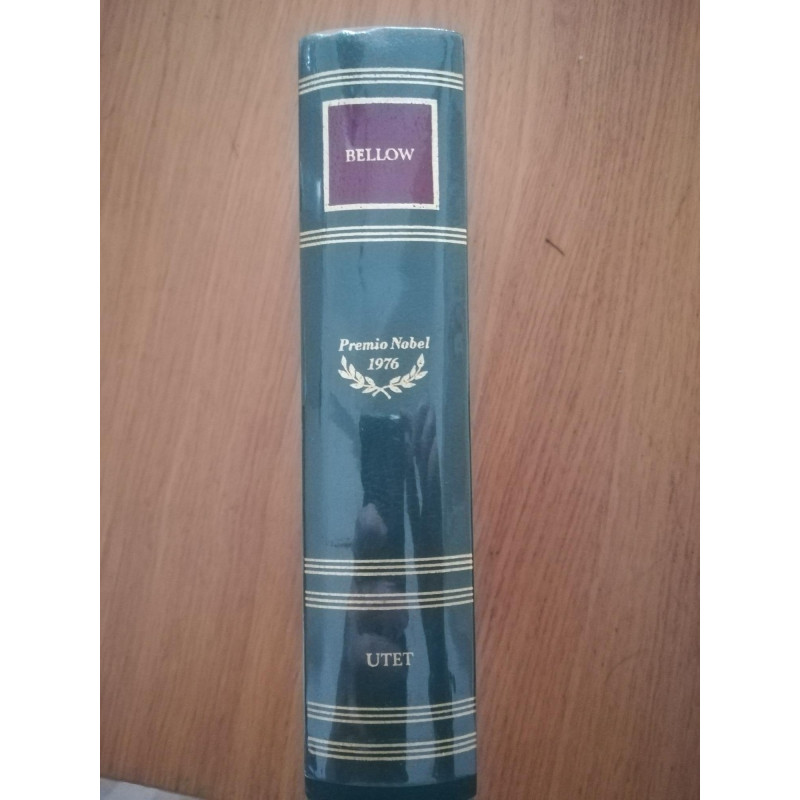 BELLOW
Premio Nobel
1976
UTET